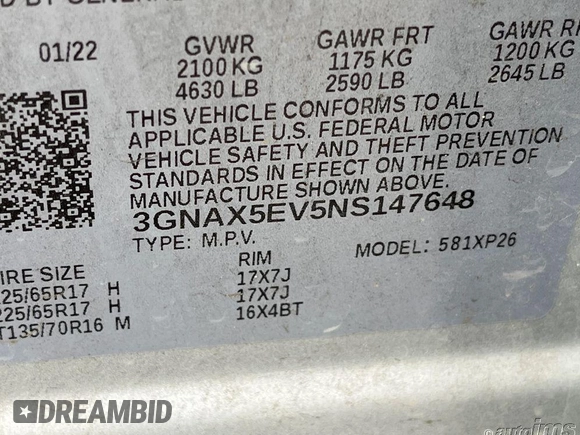 D BY GENERAL
01/22 GVWR GAWR FRT GAWR RR
2100 KG 1175 KG 1200 KG
4630 LB 2590 LB 2645 LB
THIS VEHICLE CONFORMS TO ALL
APPLICABLE U.S. FEDERAL MOTOR
VEHICLE SAFETY AND THEFT PREVENTION
STANDARDS IN EFFECT ON THE DATE OF
MANUFACTURE SHOWN ABOVE.
3GNAX5EV5NS147648
TYPE: M.P.V. MODEL: 581XP26
IRE SIZE RIM
225/65R17 H 17X7J
225/65R17 H 17X7J
T135/70R16 M 16X4BT
DREAMBID
autoims